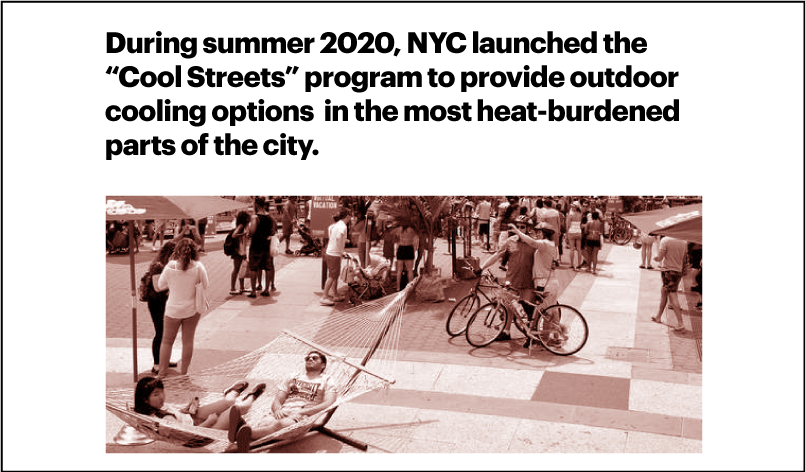 During summer 2020, NYC launched the
“Cool Streets” program to provide outdoor
cooling options  in the most heat-burdened
parts of the city.
VACATION